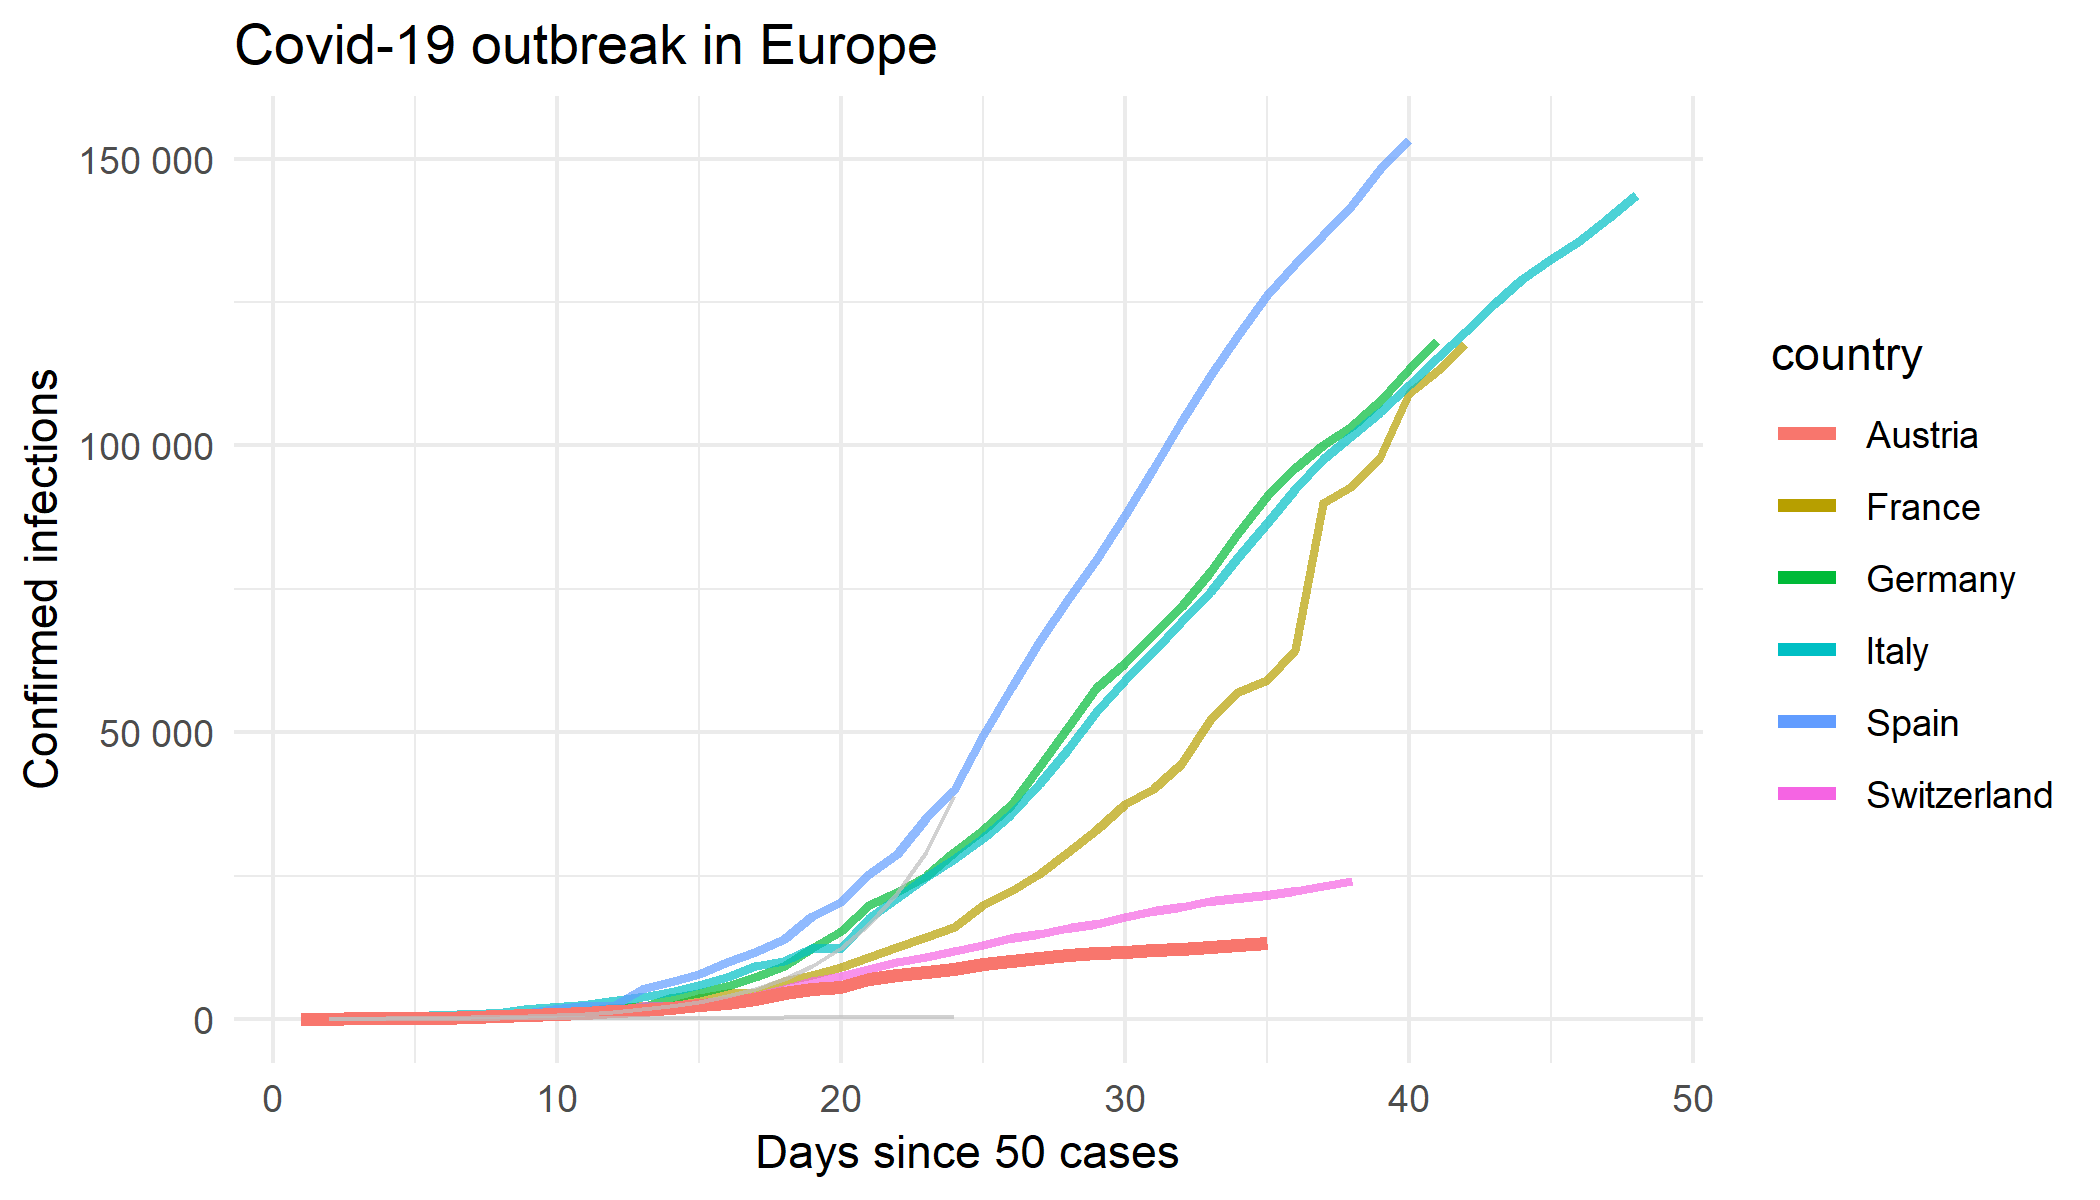 Covid-19 outbreak in Europe
150 000
100 000
50 000
0
Confirmed infections
0 10 20 30 40 50
Days since 50 cases
country
Austria
France
Germany
Italy
Spain
Switzerland